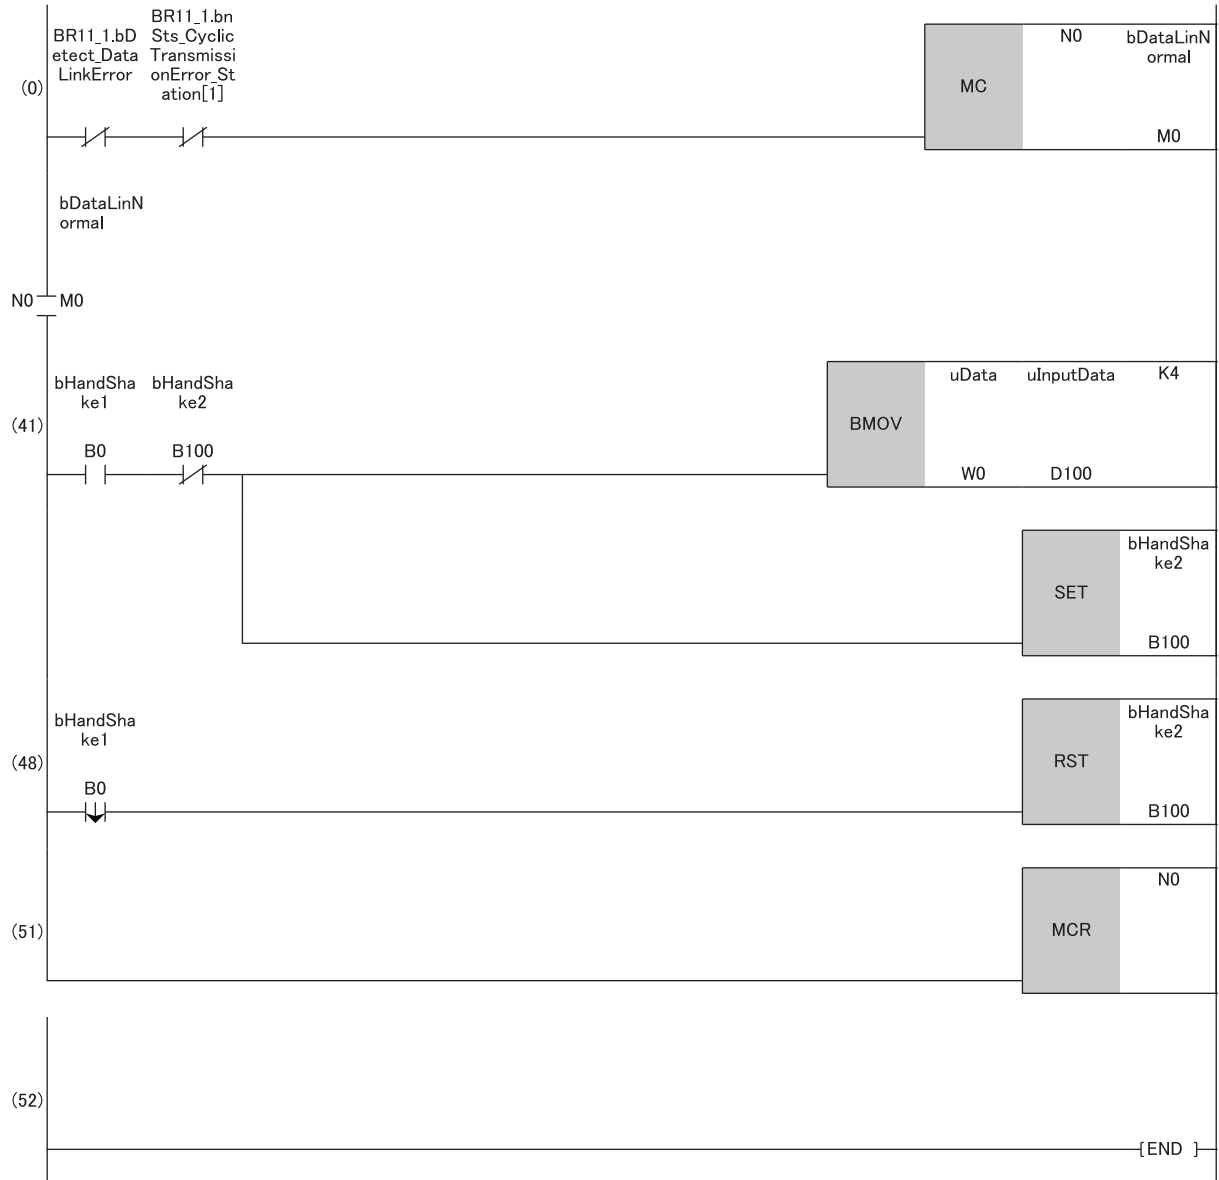 BR11_1.bD
etect_Data
LinkError
BR11_1.bn
Sts_Cyclic
Transmissi
onError_St
ation[1]
(0)
MC
N0
bDataLinN
ormal
M0
bDataLinN
ormal
N0
M0
bHandSha
ke1
bHandSha
ke2
(41)
B0
B100
BMOV
uData
uInputData
K4
W0
D100
SET
bHandSha
ke2
B100
bHandSha
ke1
(48)
B0
RST
bHandSha
ke2
B100
(51)
MCR
N0
(52)
[END ]